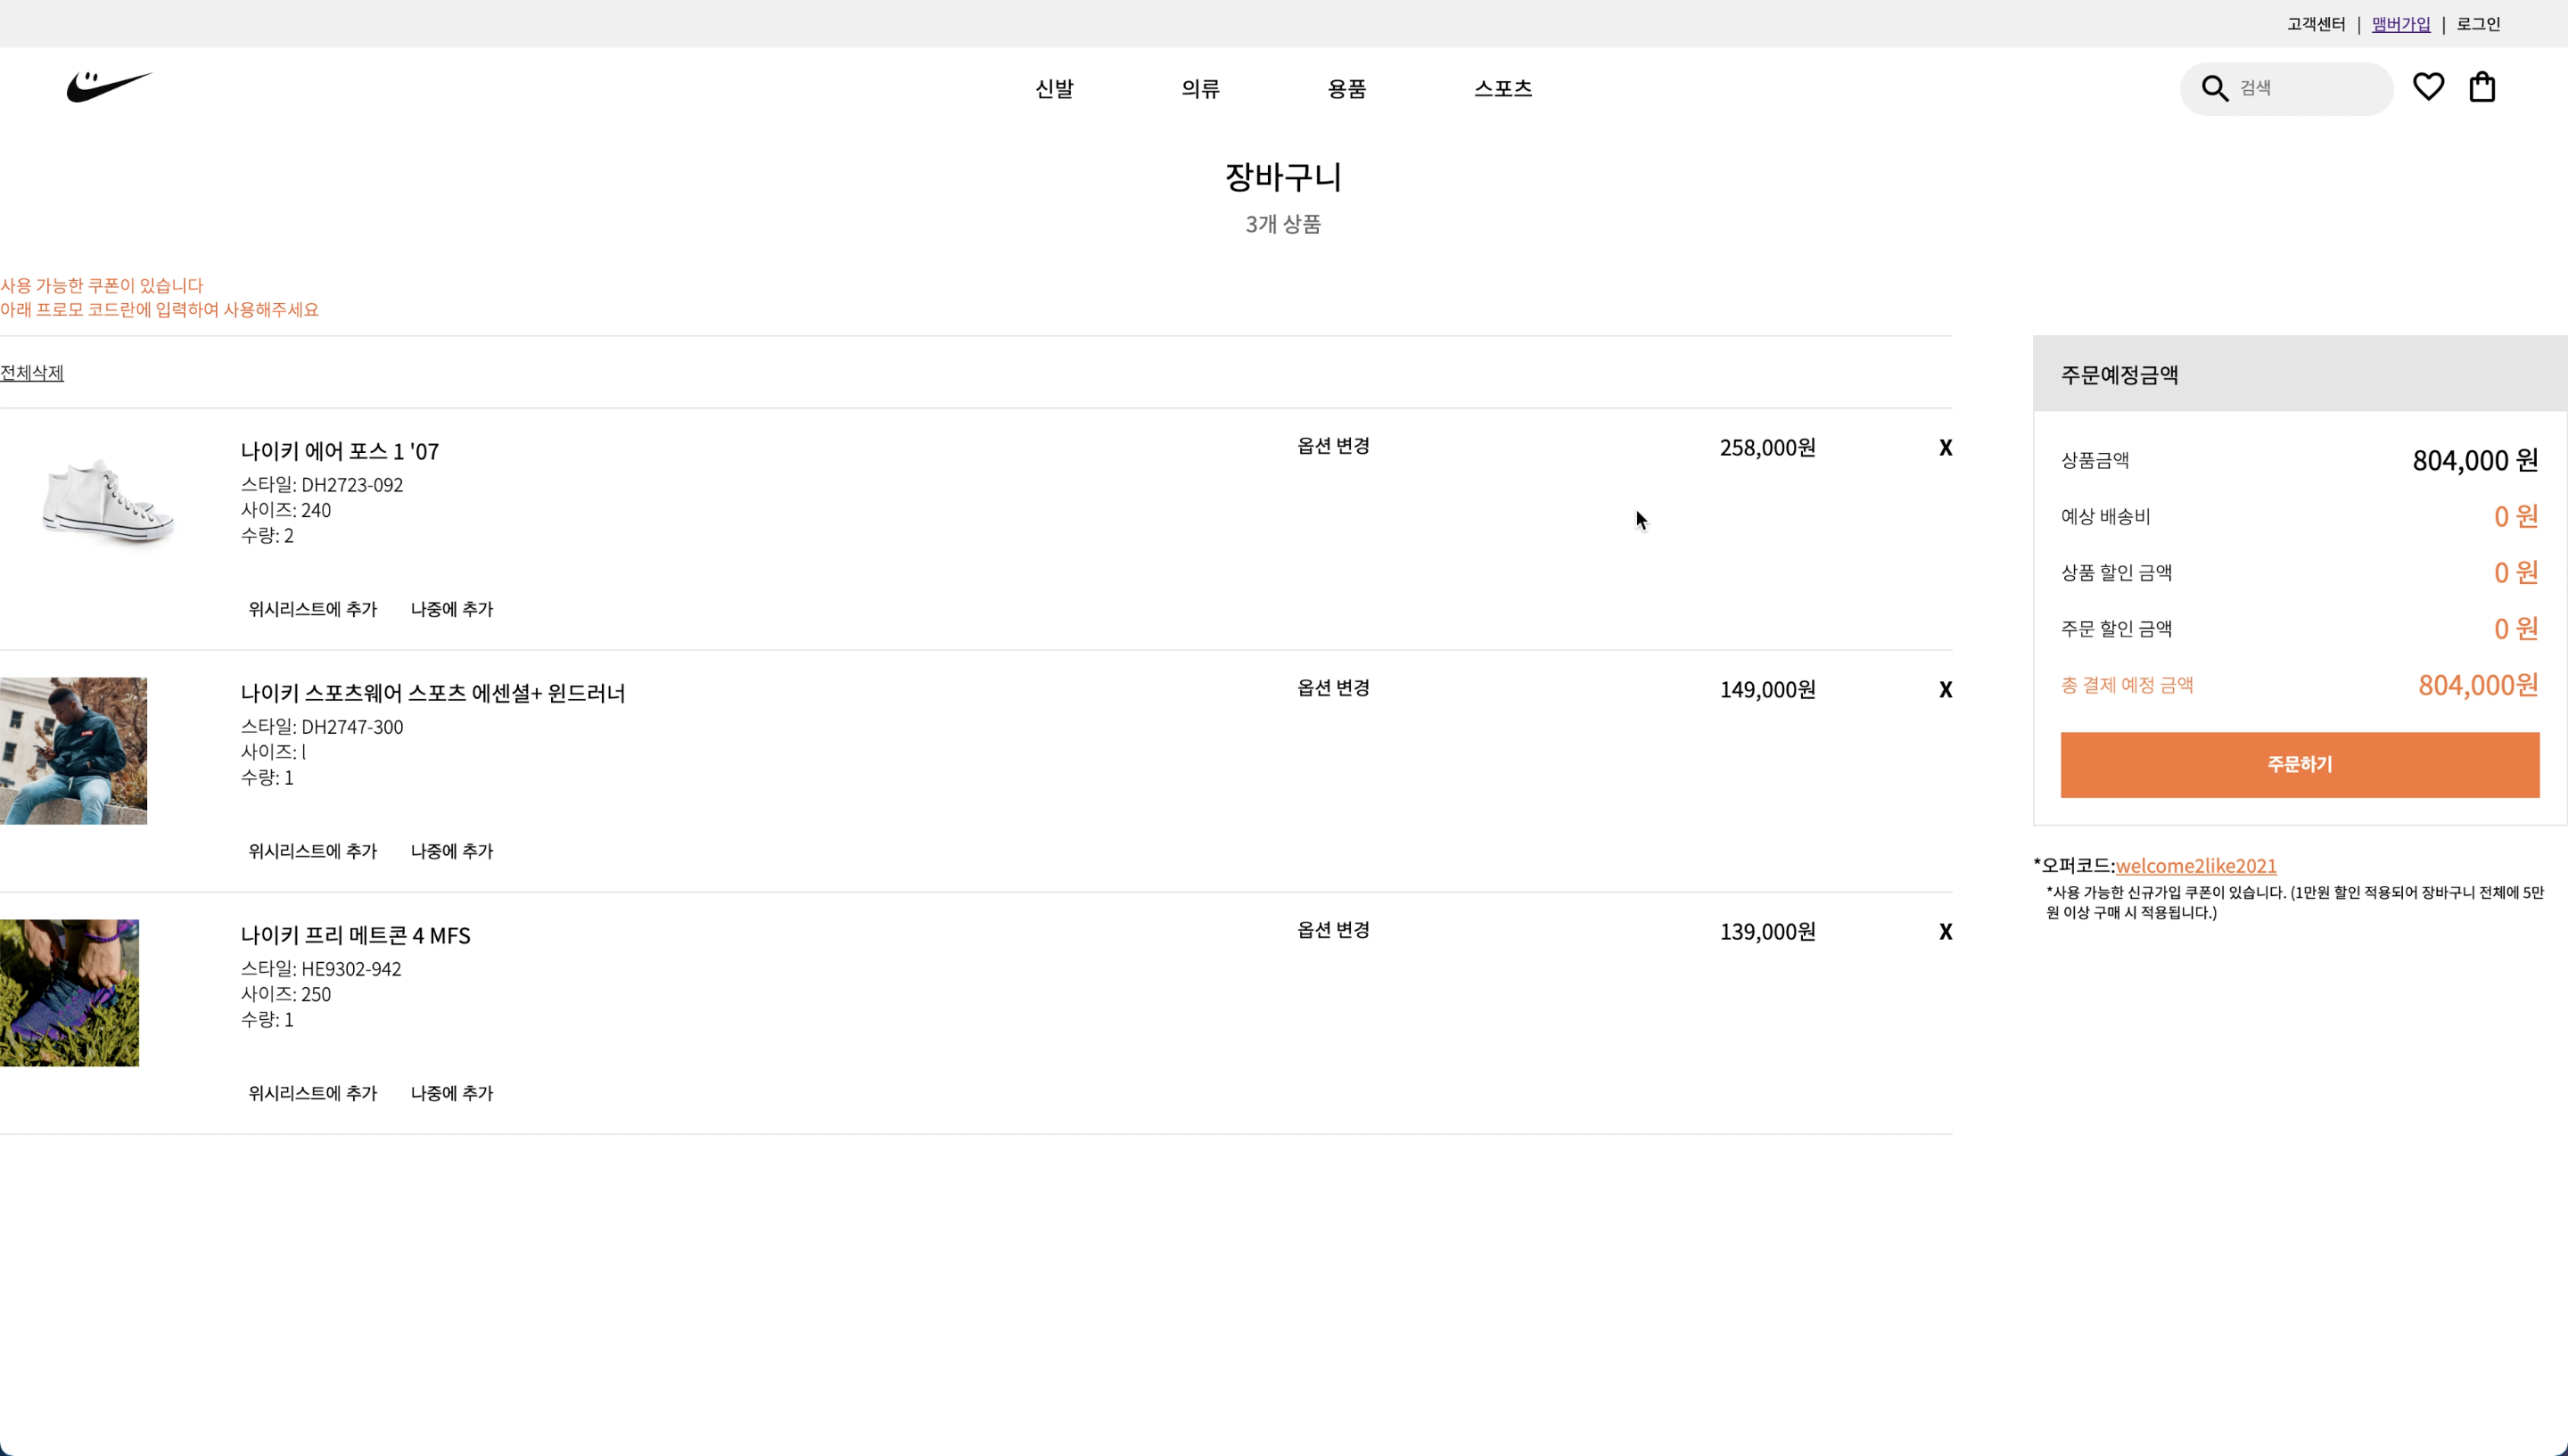 고객센터 | 맴버가입 | 로그인
신발 의류 용품 스포츠 검색
장바구니
3개 상품
사용 가능한 쿠폰이 있습니다
아래 프로모 코드란에 입력하여 사용해주세요
전체삭제
나이키 에어 포스 1 '07 옵션 변경 258,000원 X
스타일: DH2723-092
사이즈: 240
수량: 2
위시리스트에 추가 나중에 추가
나이키 스포츠웨어 스포츠 에센셜+ 윈드러너 옵션 변경 149,000원 X
스타일: DH2747-300
사이즈: l
수량: 1
위시리스트에 추가 나중에 추가
나이키 프리 메트콘 4 MFS 옵션 변경 139,000원 X
스타일: HE9302-942
사이즈: 250
수량: 1
위시리스트에 추가 나중에 추가
주문예정금액
상품금액 804,000 원
예상 배송비 0 원
상품 할인 금액 0 원
주문 할인 금액 0 원
총 결제 예정 금액 804,000원
주문하기
*오퍼코드:welcome2like2021
*사용 가능한 신규가입 쿠폰이 있습니다. (1만원 할인 적용되어 장바구니 전체에 5만
원 이상 구매 시 적용됩니다.)